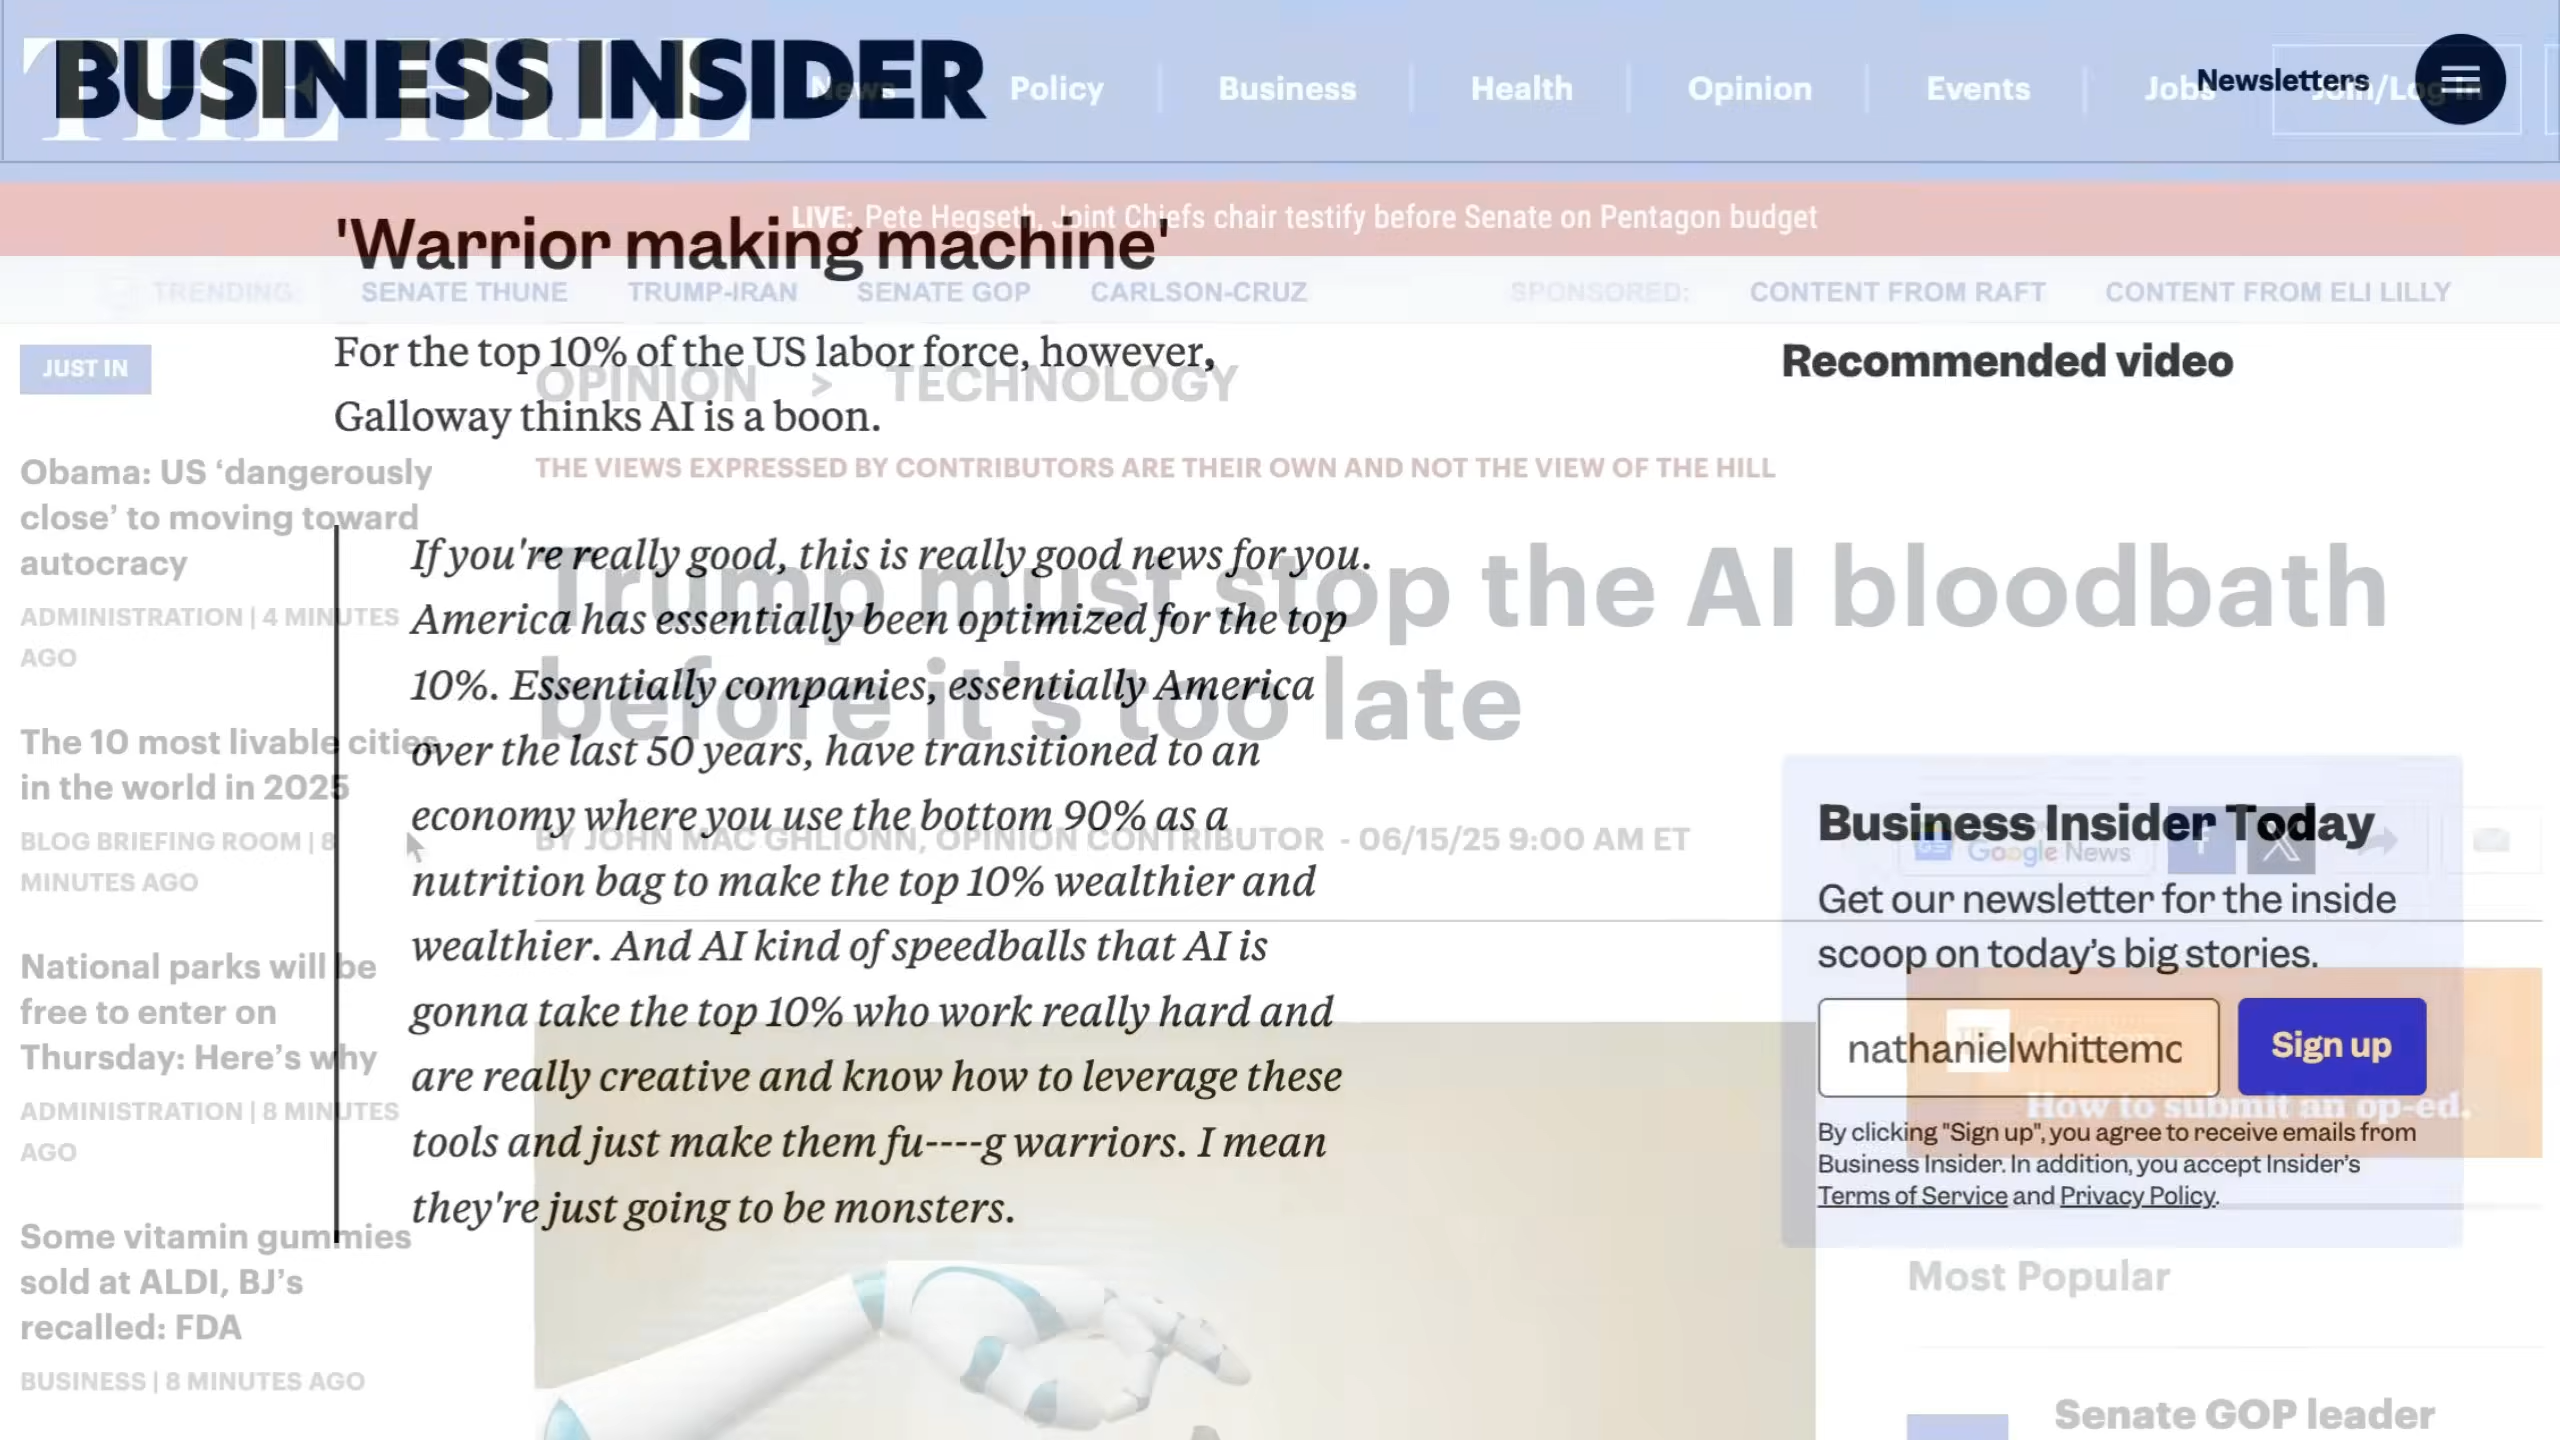 BUSINESS INSIDER
THE HILL
News
Policy
Business
Health
Opinion
Events
Jobs
Newsletters
Join/Log In
LIVE: Pete Hegseth, Joint Chiefs chair testify before Senate on Pentagon budget
'Warrior making machine'
TRENDING:
SENATE THUNE
TRUMP-IRAN
SENATE GOP
CARLSON-CRUZ
SPONSORED:
CONTENT FROM RAFT
CONTENT FROM ELI LILLY
For the top 10% of the US labor force, however,
Galloway thinks AI is a boon.
If you're really good, this is really good news for you.
America has essentially been optimized for the top
10%. Essentially companies, essentially America
over the last 50 years, have transitioned to an
economy where you use the bottom 90% as a
nutrition bag to make the top 10% wealthier and
wealthier. And AI kind of speedballs that AI is
gonna take the top 10% who work really hard and
are really creative and know how to leverage these
tools and just make them fu----g warriors. I mean
they're just going to be monsters.
Recommended video
Business Insider Today
Get our newsletter for the inside
scoop on today's big stories.
nathanielwhittemo
Sign up
By clicking "Sign up", you agree to receive emails from
Business Insider. In addition, you accept Insider's
Terms of Service and Privacy Policy.
JUST IN
Obama: US ‘dangerously
close’ to moving toward
autocracy
ADMINISTRATION | 4 MINUTES
AGO
The 10 most livable cities
in the world in 2025
BLOG BRIEFING ROOM | 8
MINUTES AGO
National parks will be
free to enter on
Thursday: Here’s why
ADMINISTRATION | 8 MINUTES
AGO
Some vitamin gummies
sold at ALDI, BJ’s
recalled: FDA
BUSINESS | 8 MINUTES AGO
OPINION > TECHNOLOGY
THE VIEWS EXPRESSED BY CONTRIBUTORS ARE THEIR OWN AND NOT THE VIEW OF THE HILL
Trump must stop the AI bloodbath
before it’s too late
BY JOHN MAC GHLIONN, OPINION CONTRIBUTOR - 06/15/25 9:00 AM ET
Google News
How to submit an op-ed.
Most Popular
Senate GOP leader